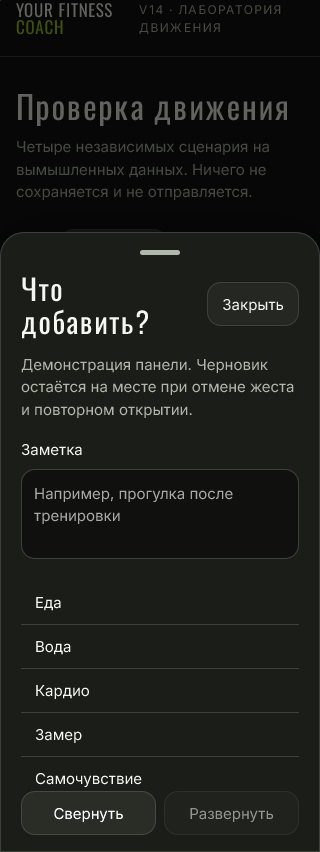 YOUR FITNESS
COACH
V14 · ЛАБОРАТОРИЯ
ДВИЖЕНИЯ
Проверка движения
Четыре независимых сценария на
вымышленных данных. Ничего не
сохраняется и не отправляется.
Что
добавить?
Закрыть
Демонстрация панели. Черновик
остаётся на месте при отмене жеста
и повторном открытии.
Заметка
Например, прогулка после
тренировки
Еда
Вода
Кардио
Замер
Самочувствие
Свернуть
Развернуть